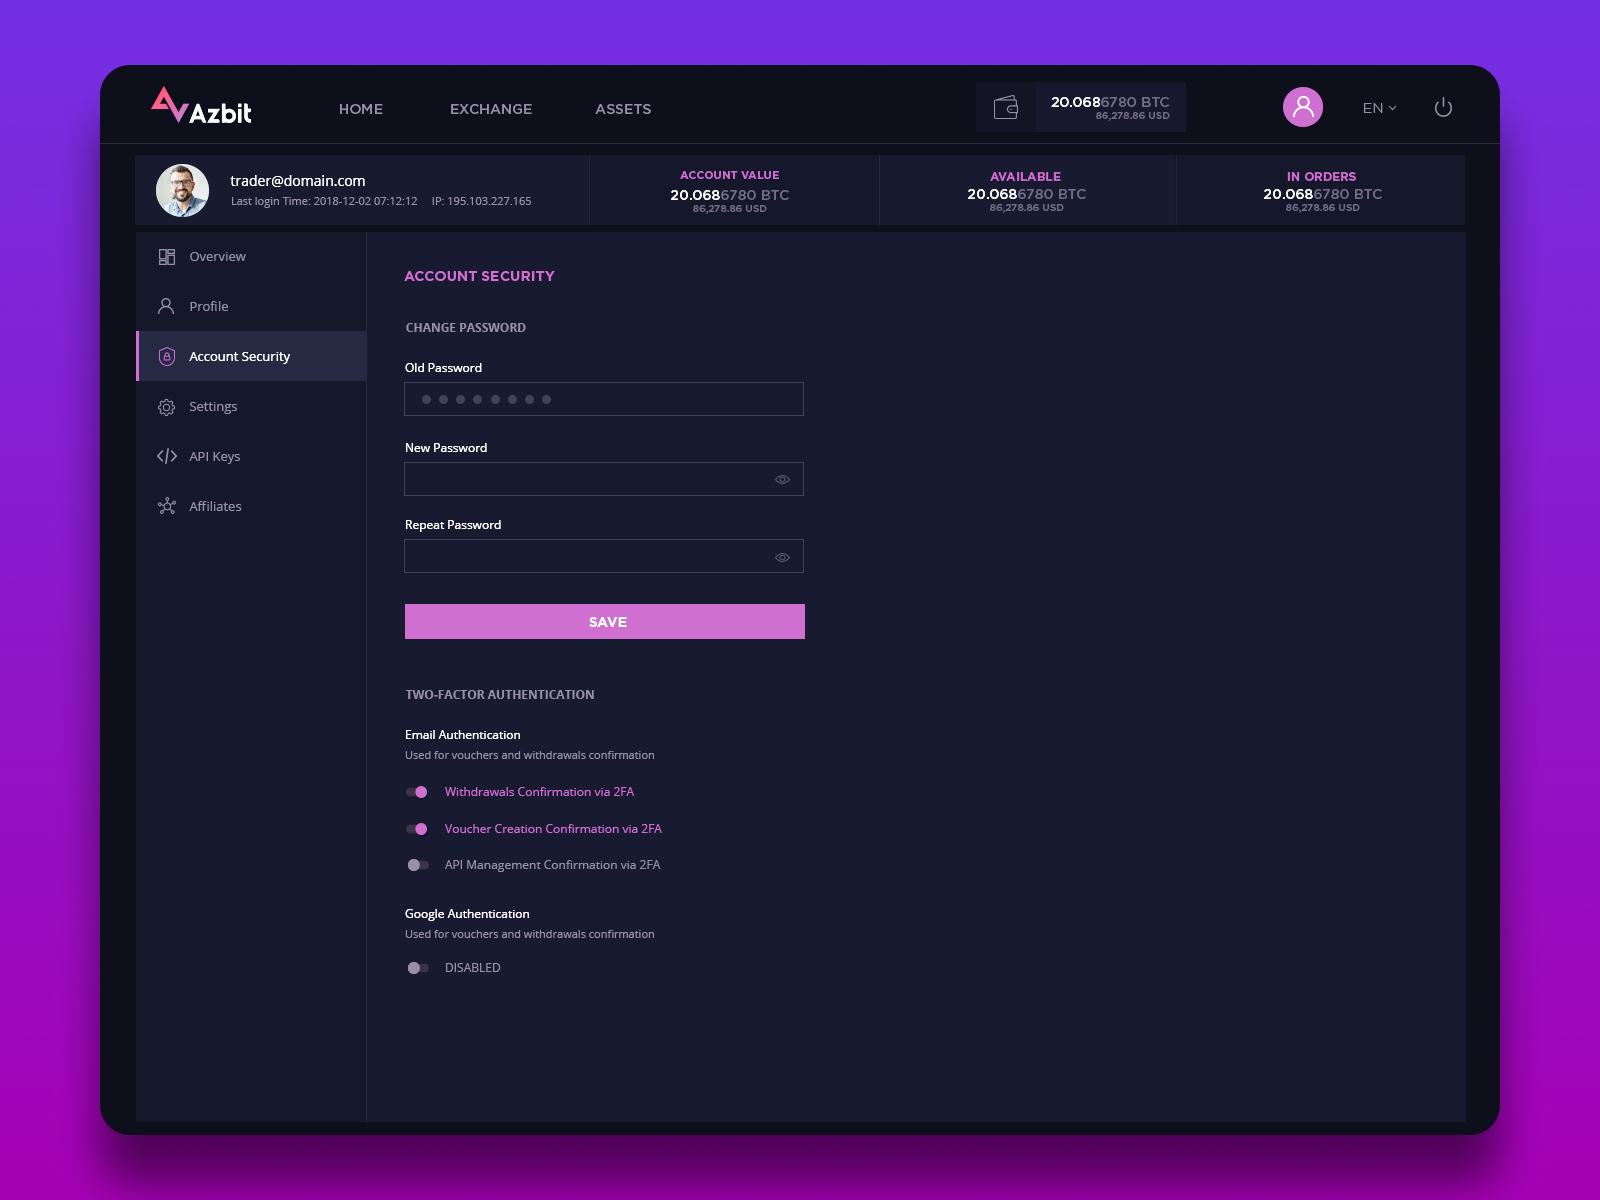 Azbit
HOME
EXCHANGE
ASSETS
20.0686780 BTC
86,278.86 USD
EN
trader@domain.com
Last login Time: 2018-12-02 07:12:12 IP: 195.103.227.165
ACCOUNT VALUE
20.0686780 BTC
86,278.86 USD
AVAILABLE
20.0686780 BTC
86,278.86 USD
IN ORDERS
20.0686780 BTC
86,278.86 USD
Overview
Profile
Account Security
Settings
API Keys
Affiliates
ACCOUNT SECURITY
CHANGE PASSWORD
Old Password
New Password
Repeat Password
SAVE
TWO-FACTOR AUTHENTICATION
Email Authentication
Used for vouchers and withdrawals confirmation
Withdrawals Confirmation via 2FA
Voucher Creation Confirmation via 2FA
API Management Confirmation via 2FA
Google Authentication
Used for vouchers and withdrawals confirmation
DISABLED